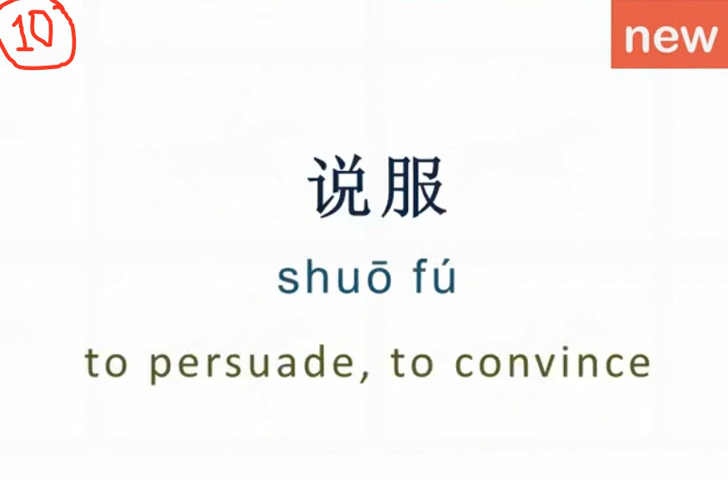 10
new
说服
shuō fú
to persuade, to convince